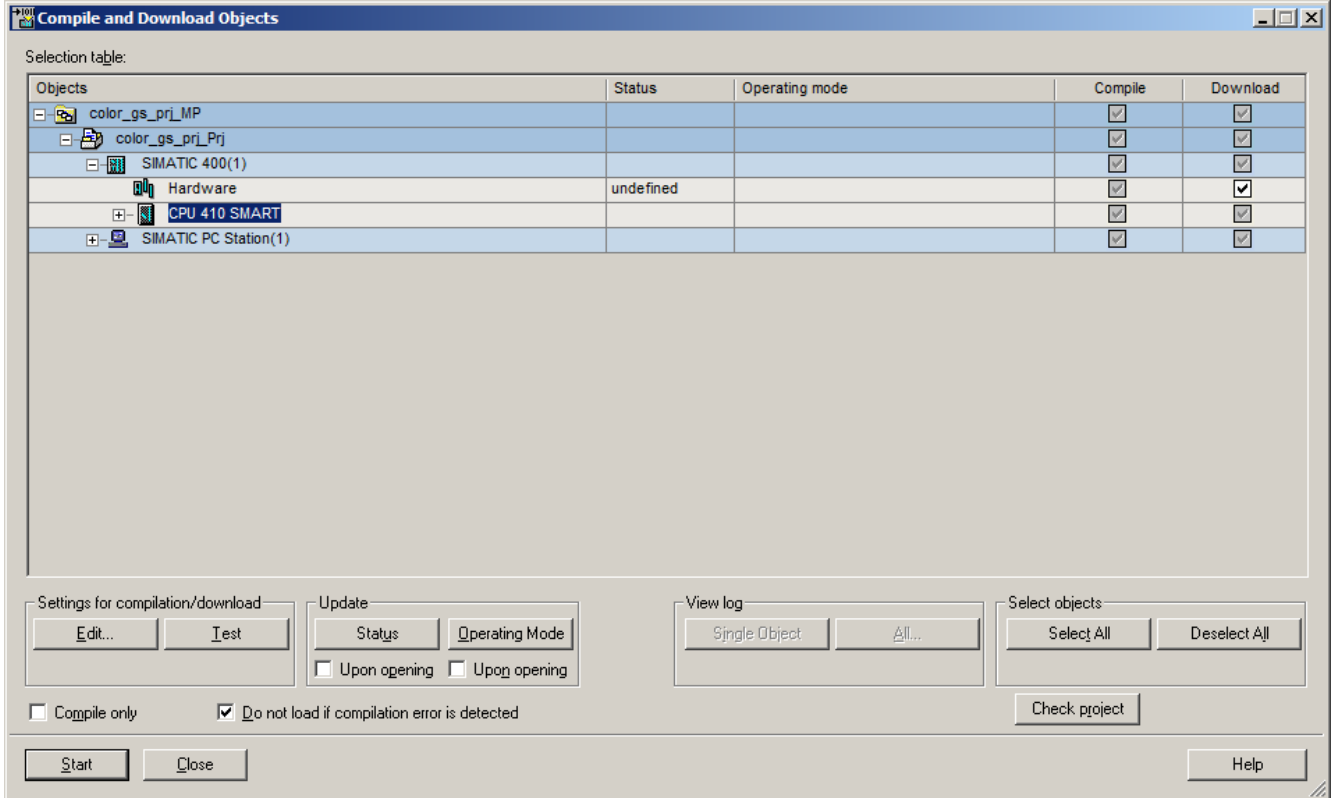 Compile and Download Objects
Selection table:
Objects Status Operating mode Compile Download
color_gs_prj_MP
color_gs_prj_Prj
SIMATIC 400(1)
Hardware undefined
CPU 410 SMART
SIMATIC PC Station(1)
Settings for compilation/download Update View log Select objects
Edit... Test Status Operating Mode Single Object All... Select All Deselect All
Upon opening Upon opening
Compile only Do not load if compilation error is detected Check project
Start Close Help